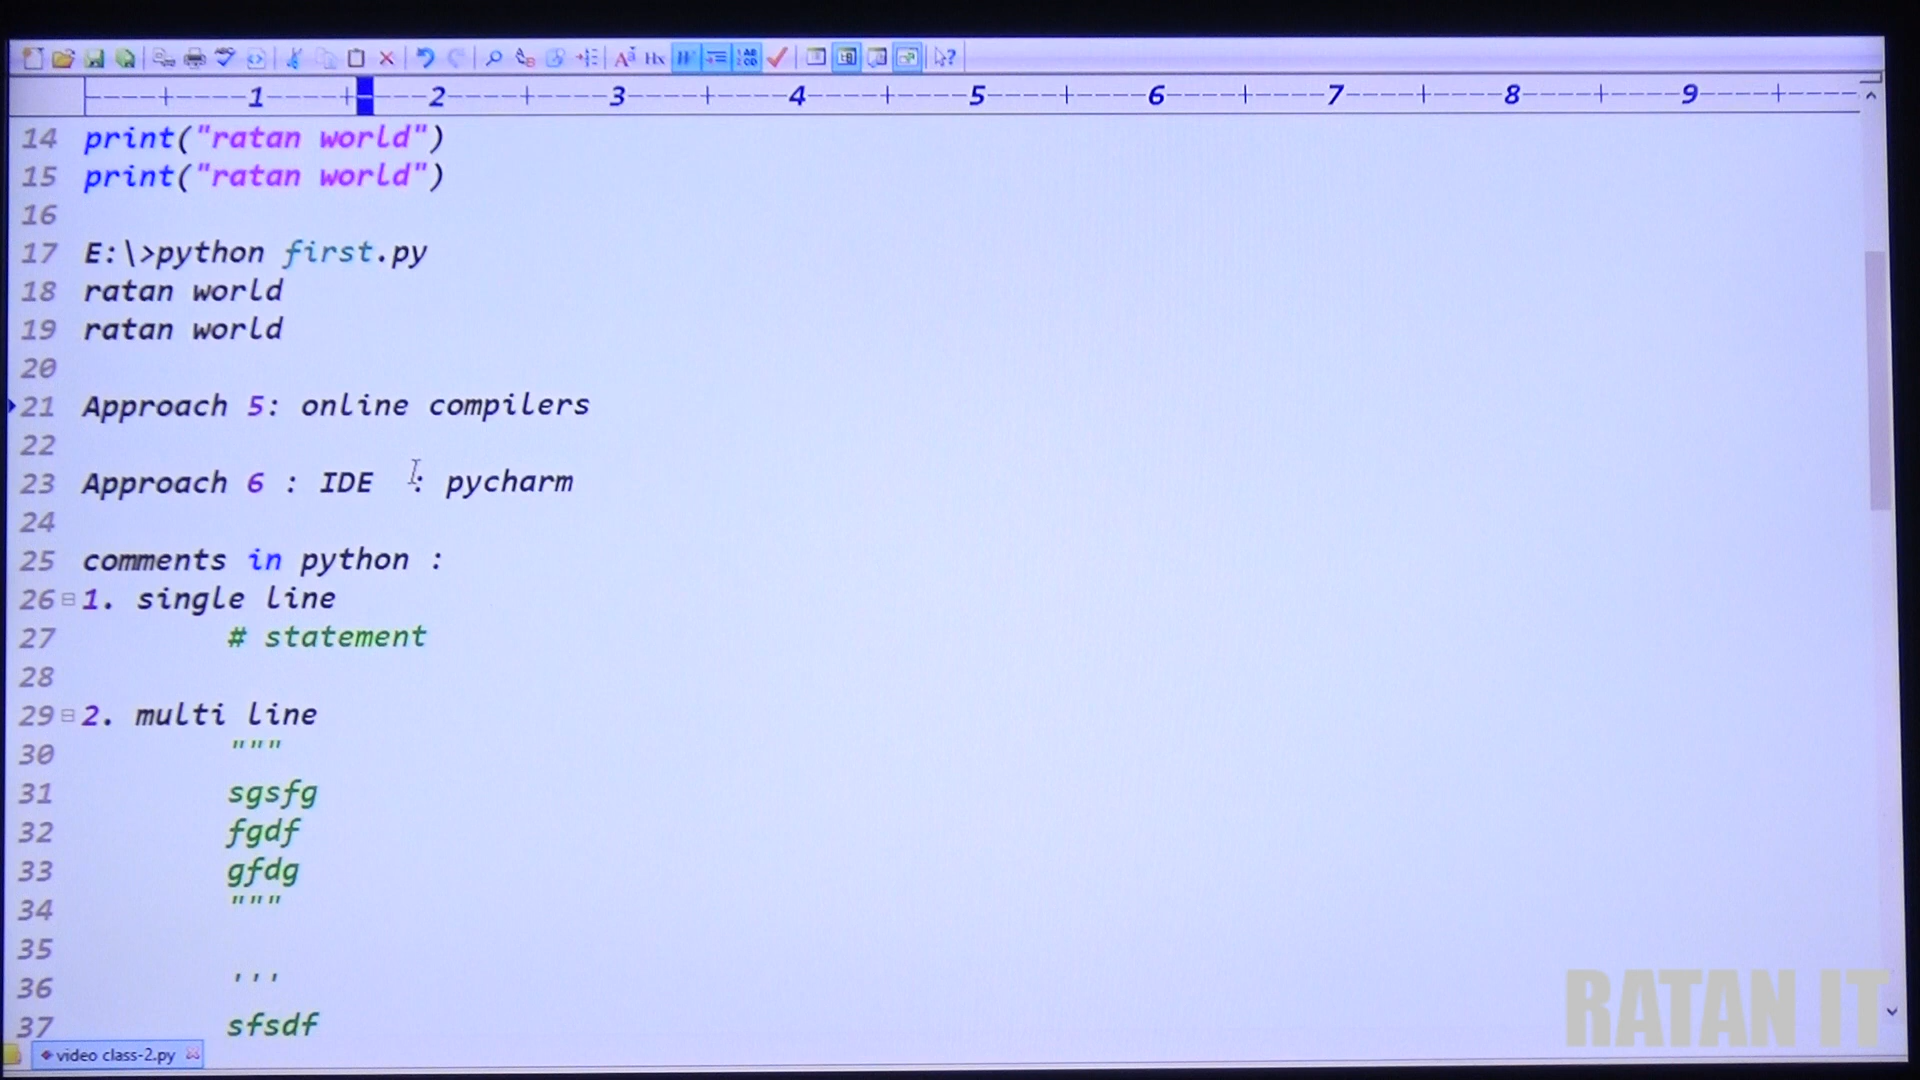 ----+----1----+----2----+----3----+----4----+----5----+----6----+----7----+----8----+----9----+----
14 print("ratan world")
15 print("ratan world")
16
17 E:\>python first.py
18 ratan world
19 ratan world
20
21 Approach 5: online compilers
22
23 Approach 6 : IDE : pycharm
24
25 comments in python :
26 1. single line
27 # statement
28
29 2. multi line
30 """
31 sgsfg
32 fgdf
33 gfdg
34 """
35
36 '''
37 sfsdf
video class-2.py
RATAN IT